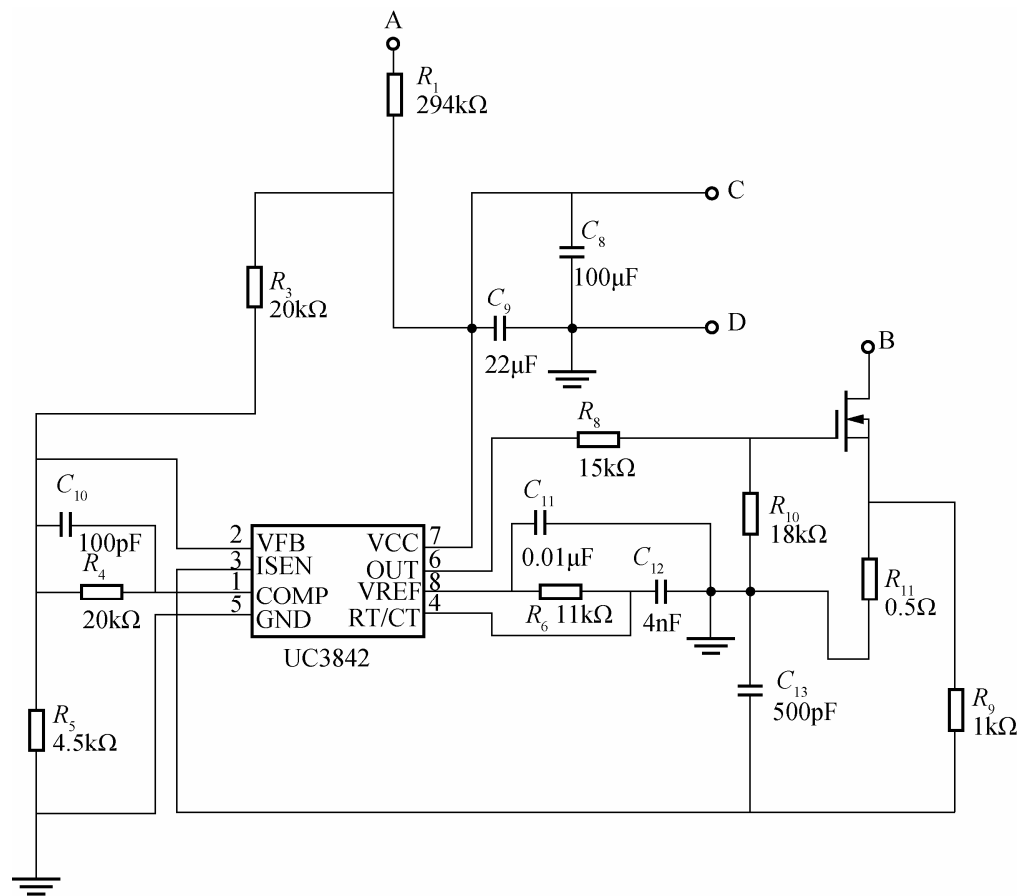 A
R1
294kΩ
C
C8
100μF
R3
20kΩ
C9
22μF
D
B
R8
15kΩ
C10
100pF
C11
0.01μF
R10
18kΩ
R4
20kΩ
2 VFB VCC 7
3 ISEN OUT 6
1 COMP VREF 8
5 GND RT/CT 4
UC3842
C12
4nF
R6 11kΩ
R11
0.5Ω
R5
4.5kΩ
C13
500pF
R9
1kΩ